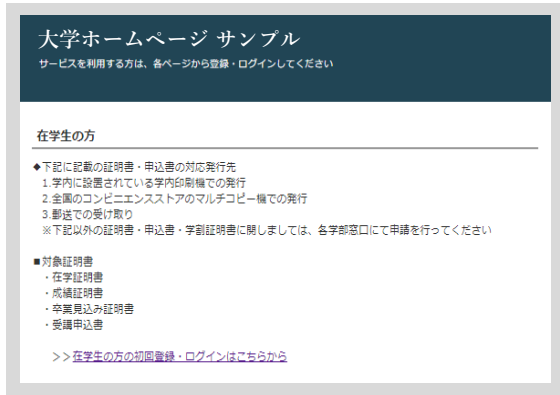 大学ホームページ サンプル
サービスを利用する方は、各ページから登録・ログインしてください
在学生の方
◆下記に記載の証明書・申込書の対応発行先
1.学内に設置されている学内印刷機での発行
2.全国のコンビニエンスストアのマルチコピー機での発行
3.郵送での受け取り
※下記以外の証明書・申込書・学割証明書に関しましては、各学部窓口にて申請を行ってください
■対象証明書
・在学証明書
・成績証明書
・卒業見込み証明書
・受講申込書
>>在学生の方の初回登録・ログインはこちらから